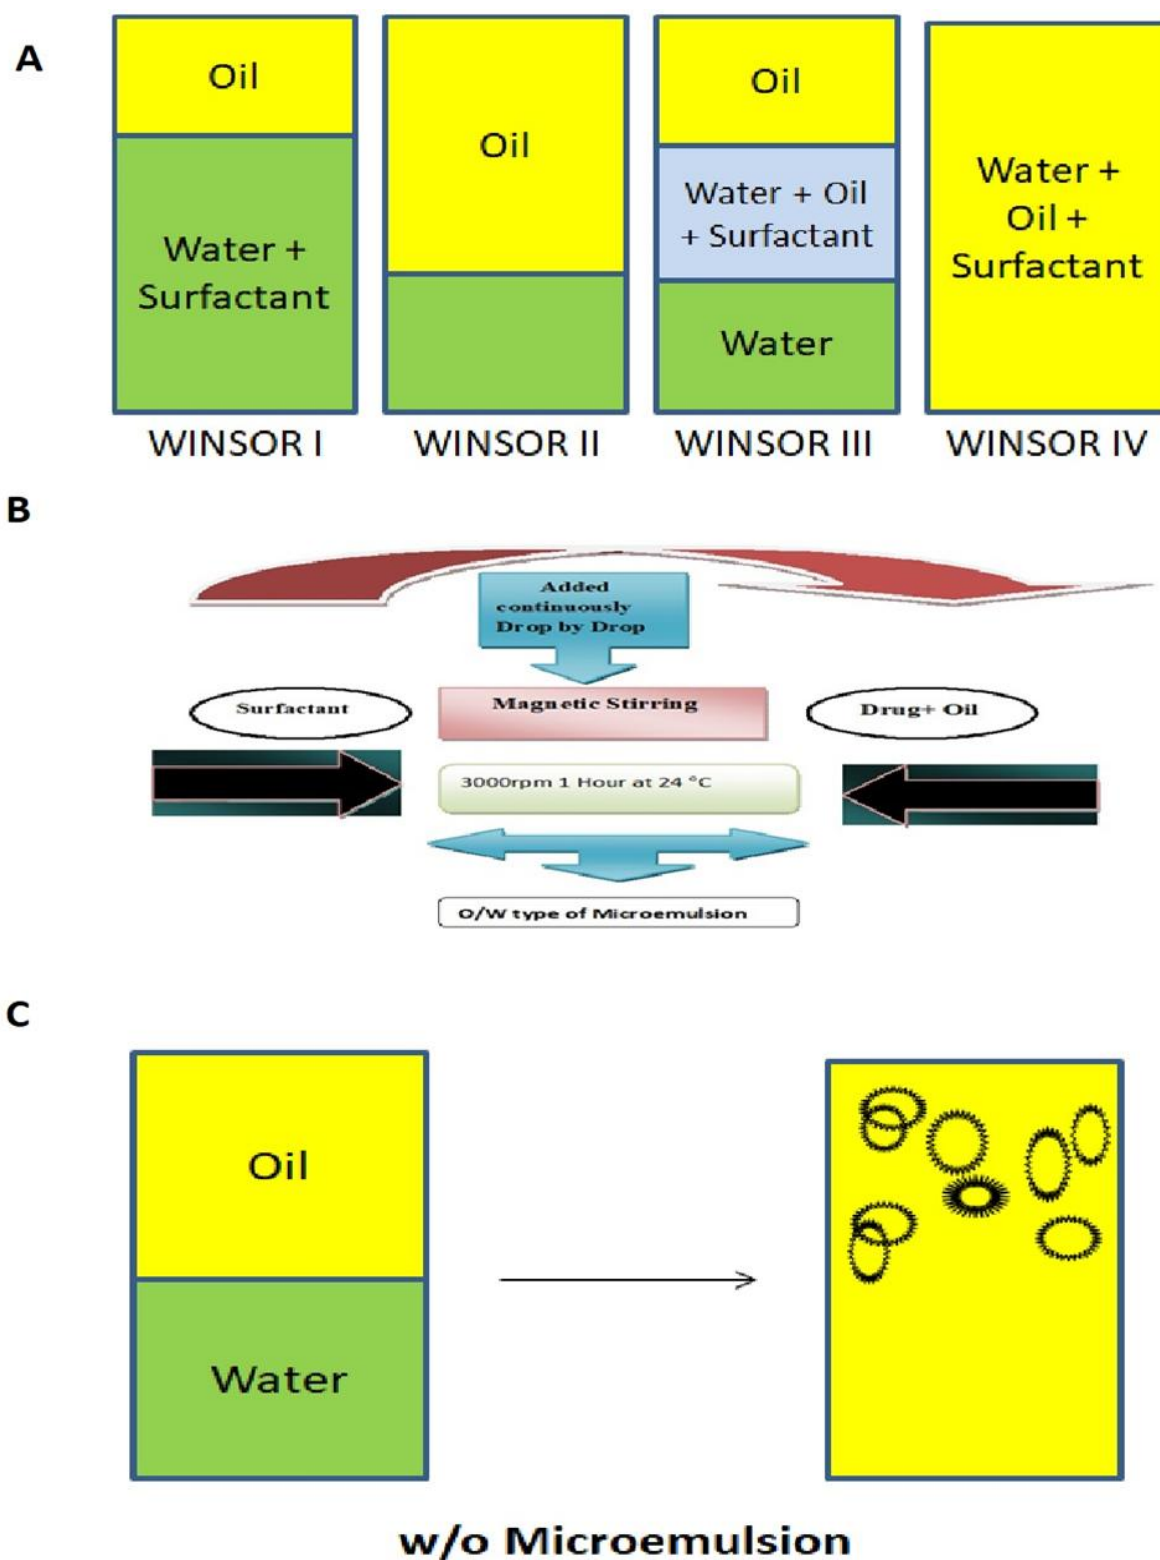 A
Oil
Water +
Surfactant
WINSOR I
Oil
WINSOR II
Oil
Water + Oil
+ Surfactant
Water
WINSOR III
Water +
Oil +
Surfactant
WINSOR IV
B
Added
continuously
Drop by Drop
Surfactant
Magnetic Stirring
Drug+ Oil
3000rpm 1 Hour at 24 °C
O/W type of Microemulsion
C
Oil
Water
w/o Microemulsion